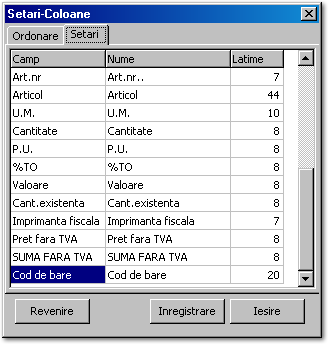 Setari-Coloane
Ordonare Setari
Camp Nume Latime
Art.nr Art.nr.. 7
Articol Articol 44
U.M. U.M. 10
Cantitate Cantitate 8
P.U. P.U. 8
%TO %TO 8
Valoare Valoare 8
Cant.existenta Cant.existenta 8
Imprimanta fiscala Imprimanta fiscala 7
Pret fara TVA Pret fara TVA 8
SUMA FARA TVA SUMA FARA TVA 8
Cod de bare Cod de bare 20
Revenire Inregistrare Iesire